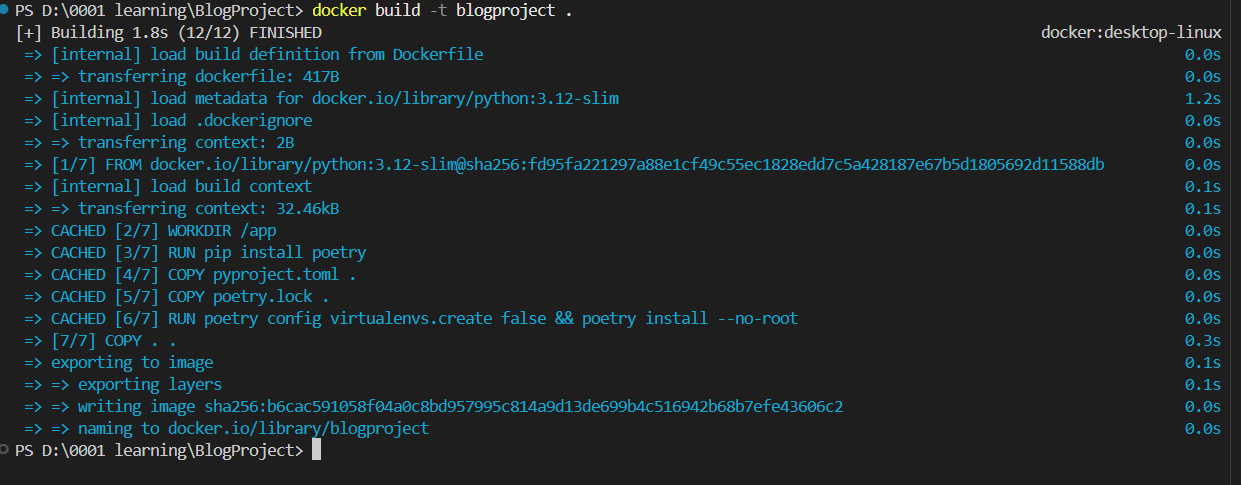 PS D:\0001 learning\BlogProject> docker build -t blogproject .
[+] Building 1.8s (12/12) FINISHED docker:desktop-linux
=> [internal] load build definition from Dockerfile 0.0s
=> => transferring dockerfile: 417B 0.0s
=> [internal] load metadata for docker.io/library/python:3.12-slim 1.2s
=> [internal] load .dockerignore 0.0s
=> => transferring context: 2B 0.0s
=> [1/7] FROM docker.io/library/python:3.12-slim@sha256:fd95fa221297a88e1cf49c55ec1828edd7c5a428187e67b5d1805692d11588db 0.0s
=> [internal] load build context 0.1s
=> => transferring context: 32.46kB 0.1s
=> CACHED [2/7] WORKDIR /app 0.0s
=> CACHED [3/7] RUN pip install poetry 0.0s
=> CACHED [4/7] COPY pyproject.toml . 0.0s
=> CACHED [5/7] COPY poetry.lock . 0.0s
=> CACHED [6/7] RUN poetry config virtualenvs.create false && poetry install --no-root 0.0s
=> [7/7] COPY . . 0.3s
=> exporting to image 0.1s
=> => exporting layers 0.1s
=> => writing image sha256:b6cac591058f04a0c8bd957995c814a9d13de699b4c516942b68b7efe43606c2 0.0s
=> => naming to docker.io/library/blogproject 0.0s
PS D:\0001 learning\BlogProject>